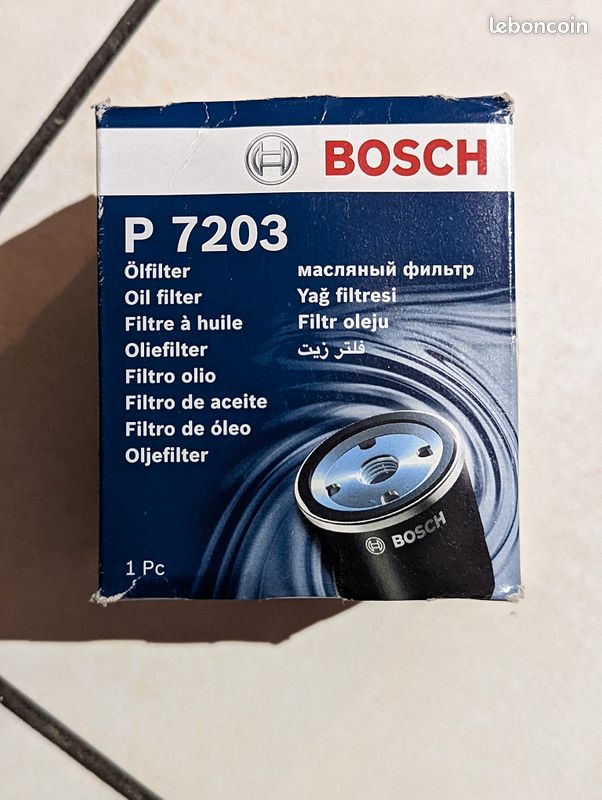 leboncoin
BOSCH
P 7203
Ölfilter
Oil filter
Filtre à huile
Oliefilter
Filtro olio
Filtro de aceite
Filtro de óleo
Oljefilter
масляный фильтр
Yağ filtresi
Filtr oleju
فلتر زيت
BOSCH
1 Pc